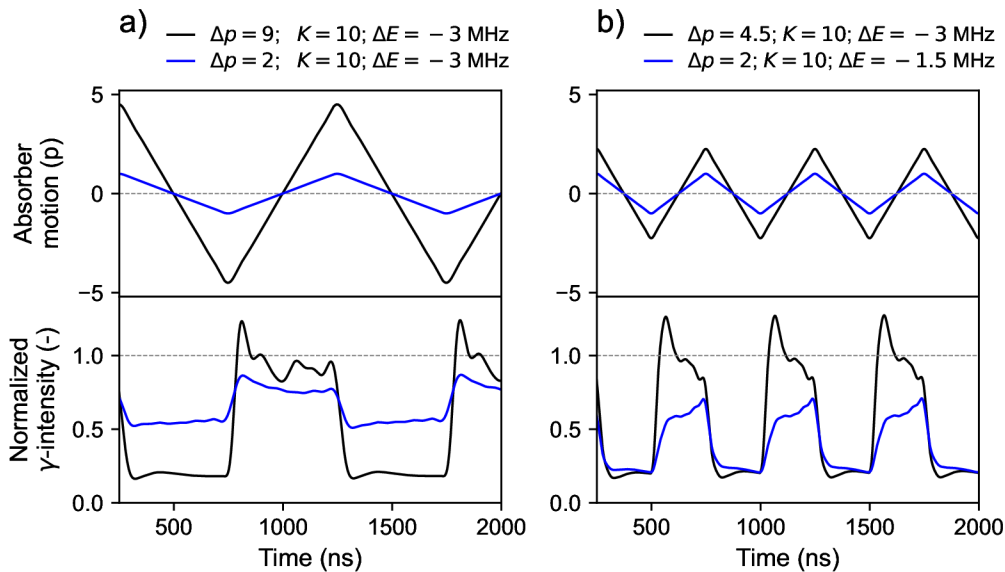 a)
Δp = 9; K = 10; ΔE = − 3 MHz
Δp = 2; K = 10; ΔE = − 3 MHz
b)
Δp = 4.5; K = 10; ΔE = − 3 MHz
Δp = 2; K = 10; ΔE = − 1.5 MHz
Absorber
motion (p)
5
0
−5
Normalized
γ-intensity (-)
1.0
0.5
0.0
500 1000 1500 2000
Time (ns)
5
0
−5
1.0
0.5
0.0
500 1000 1500 2000
Time (ns)